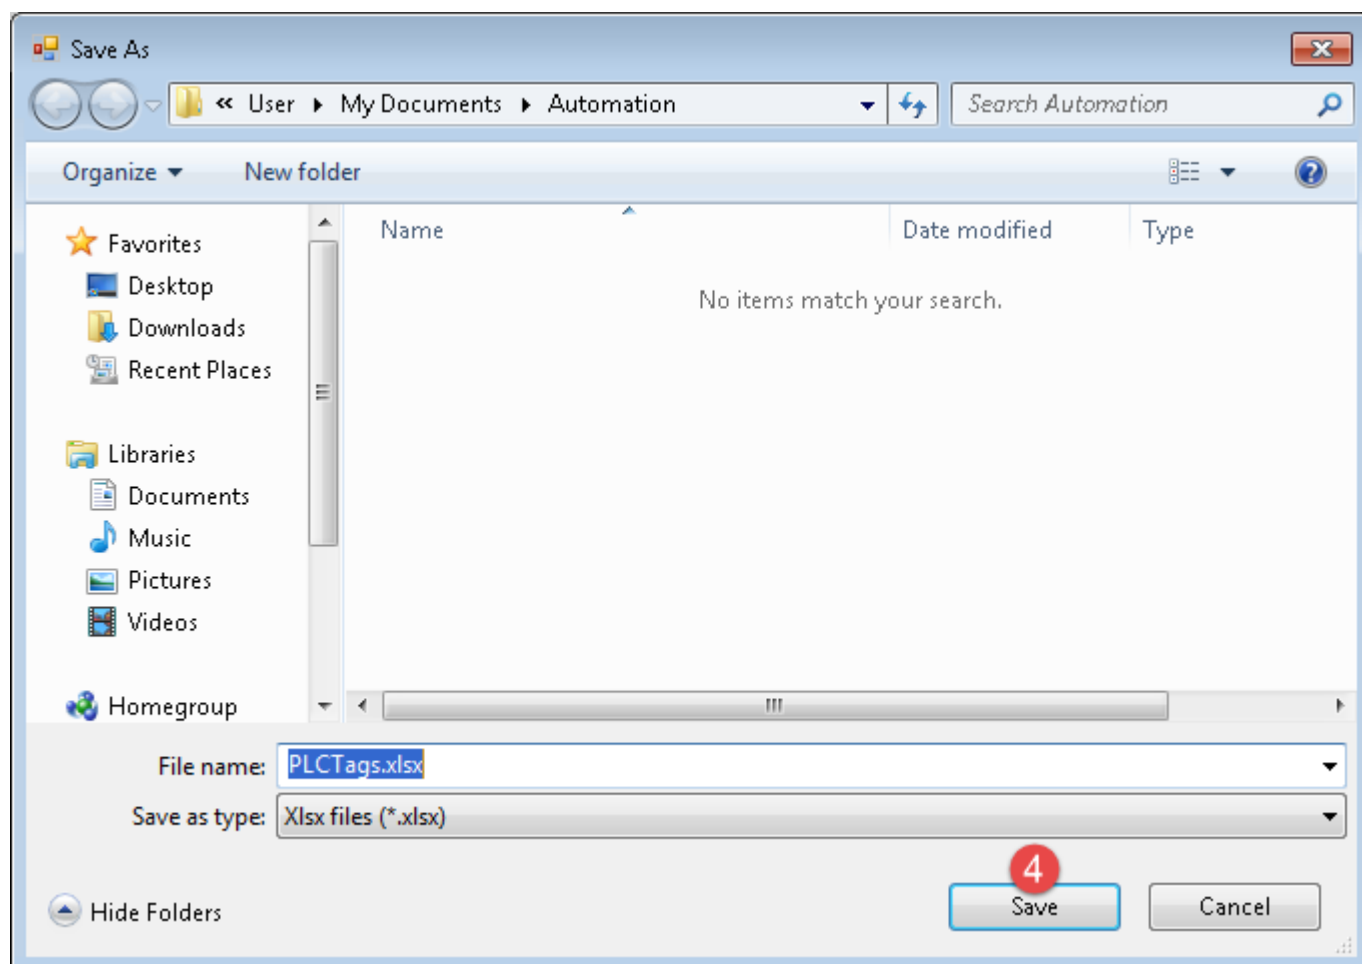 Save As
« User ▸ My Documents ▸ Automation
Search Automation
Organize ▾ New folder
Name Date modified Type
Favorites
Desktop
Downloads
Recent Places
Libraries
Documents
Music
Pictures
Videos
Homegroup
No items match your search.
File name: PLCTags.xlsx
Save as type: Xlsx files (*.xlsx)
4
Hide Folders Save Cancel